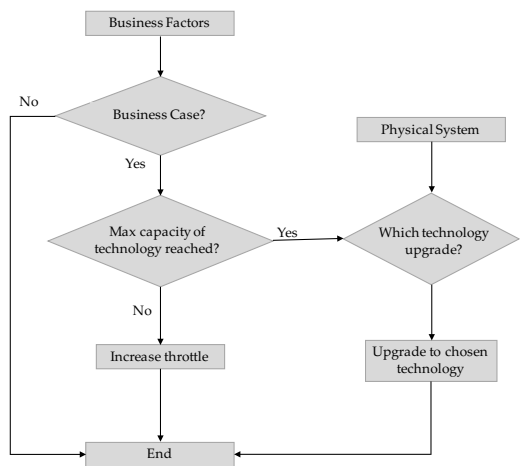 Business Factors
No
Business Case?
Physical System
Yes
Max capacity of
technology reached?
Yes
Which technology
upgrade?
No
Increase throttle
Upgrade to chosen
technology
End